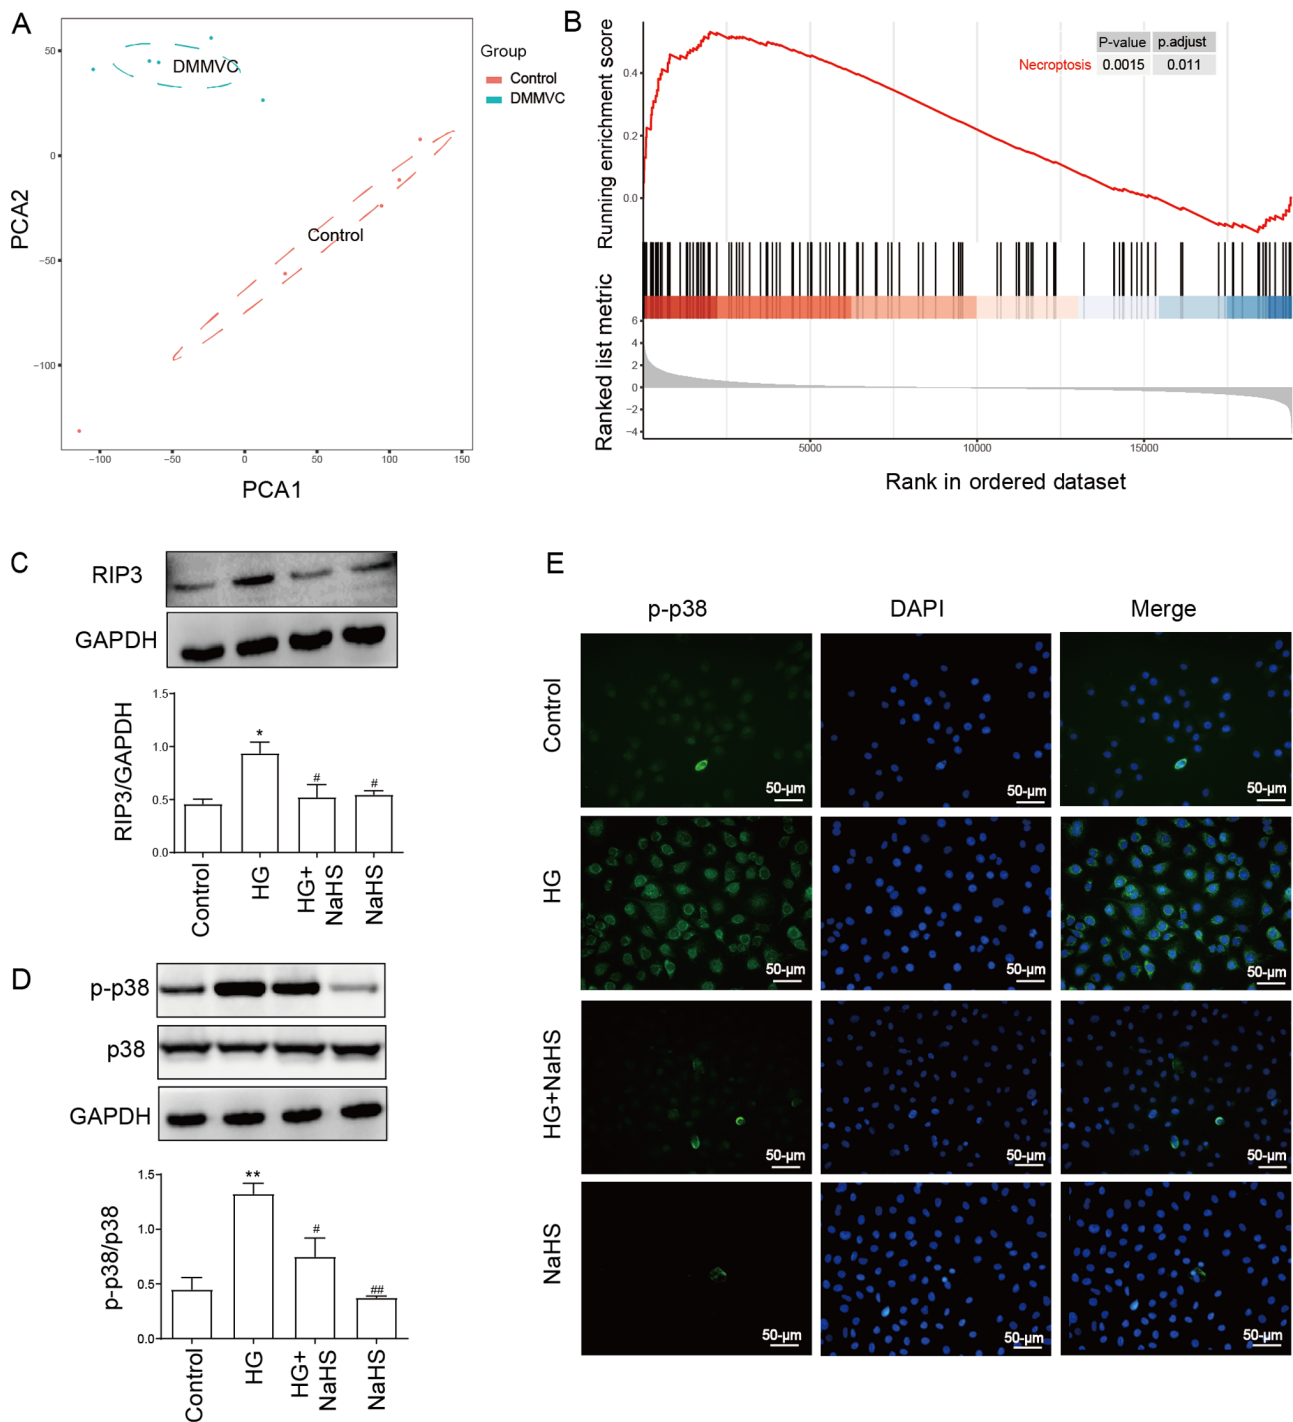 A
50
0
−50
−100
−100
−50
0
50
100
150
PCA2
PCA1
DMMVC
Control
Group
Control
DMMVC
B
Running enrichment score
0.4
0.2
0.0
P-value
p.adjust
Necroptosis
0.0015
0.011
Ranked list metric
6
4
2
0
−2
−4
5000
10000
15000
Rank in ordered dataset
C
RIP3
GAPDH
RIP3/GAPDH
1.5
1.0
0.5
0.0
*
#
#
Control
HG
HG+
NaHS
NaHS
D
p-p38
p38
GAPDH
p-p38/p38
1.5
1.0
0.5
0.0
**
#
##
Control
HG
HG+
NaHS
NaHS
E
p-p38
DAPI
Merge
Control
50-μm
50-μm
50-μm
HG
50-μm
50-μm
50-μm
HG+NaHS
50-μm
50-μm
50-μm
NaHS
50-μm
50-μm
50-μm